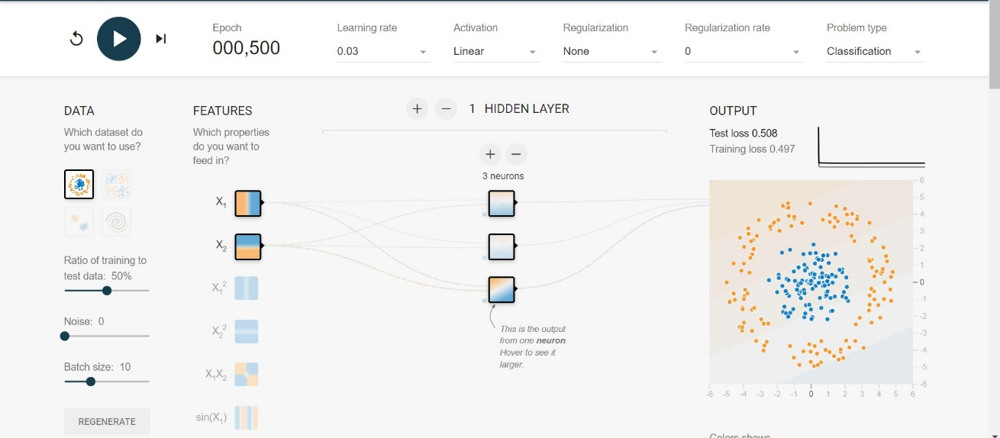 Epoch
000,500
Learning rate
0.03
Activation
Linear
Regularization
None
Regularization rate
0
Problem type
Classification
DATA
Which dataset do
you want to use?
Ratio of training to
test data: 50%
Noise: 0
Batch size: 10
REGENERATE
FEATURES
Which properties
do you want to
feed in?
X1
X2
X1²
X2²
X1X2
sin(X1)
+ − 1 HIDDEN LAYER
+ −
3 neurons
This is the output
from one neuron.
Hover to see it
larger.
OUTPUT
Test loss 0.508
Training loss 0.497
6
5
4
3
2
1
0
-1
-2
-3
-4
-5
-6
-6 -5 -4 -3 -2 -1 0 1 2 3 4 5 6
Colors shows